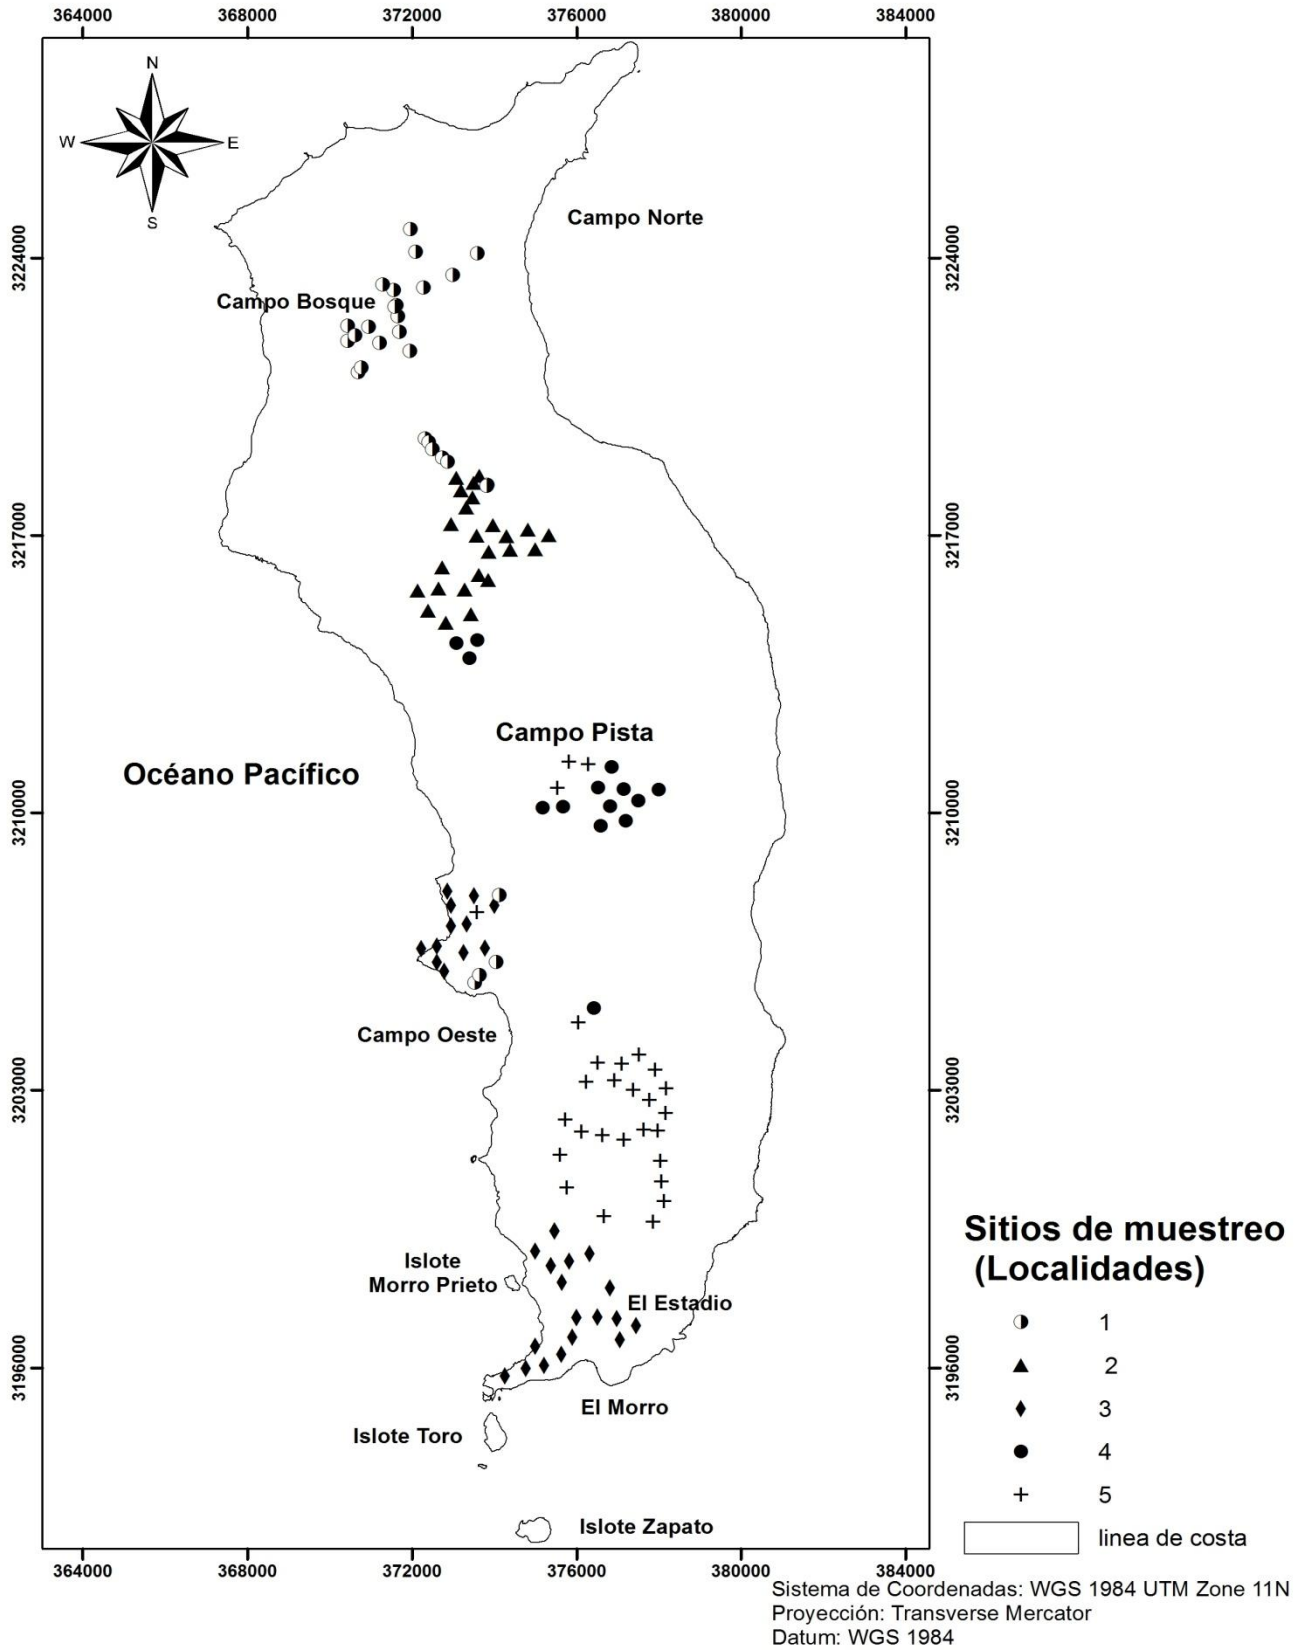 364000 368000 372000 376000 380000 384000
N
W E
S
Campo Norte
3224000 3224000
Campo Bosque
3217000 3217000
Campo Pista
Océano Pacífico
3210000 3210000
Campo Oeste
3203000 3203000
Islote
Morro Prieto
El Estadio
3196000 3196000
El Morro
Islote Toro
Islote Zapato
364000 368000 372000 376000 380000 384000
Sitios de muestreo
(Localidades)
1
2
3
4
5
linea de costa
Sistema de Coordenadas: WGS 1984 UTM Zone 11N
Proyección: Transverse Mercator
Datum: WGS 1984